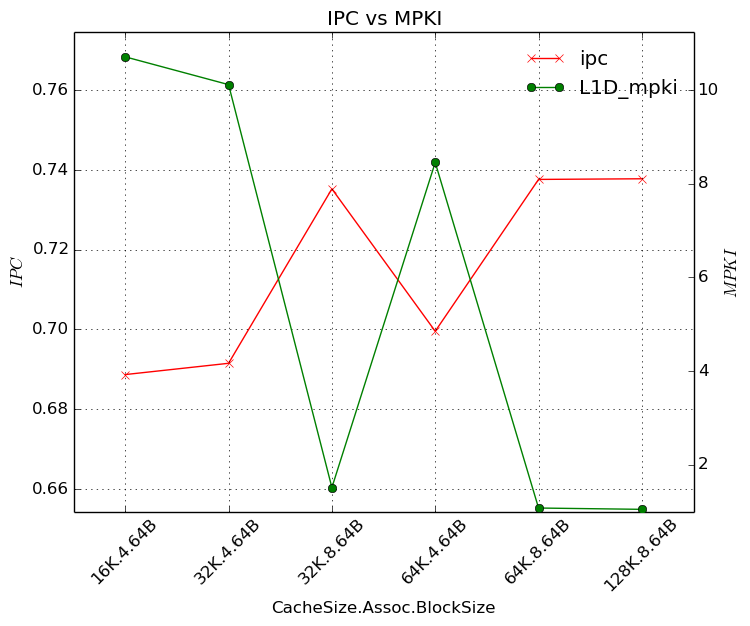 IPC vs MPKI
ipc
L1D_mpki
0.76
0.74
0.72
0.70
0.68
0.66
IPC
10
8
6
4
2
MPKI
16K.4.64B
32K.4.64B
32K.8.64B
64K.4.64B
64K.8.64B
128K.8.64B
CacheSize.Assoc.BlockSize